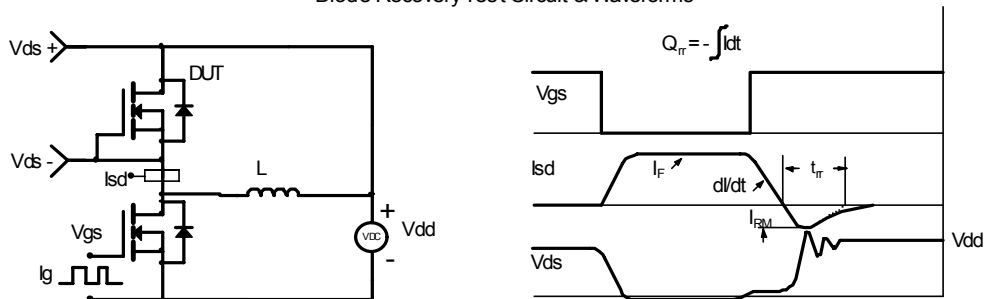 Diode Recovery Test Circuit & Waveforms
Vds +
DUT
Vds -
Isd
L
Vgs
Ig
+
VDC
-
Vdd
Qrr = - ∫Idt
Vgs
Isd
IF
dI/dt
trr
IRM
Vdd
Vds